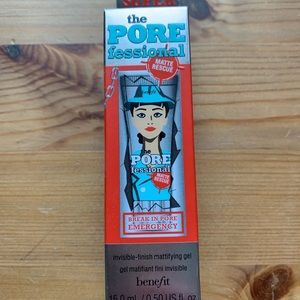 the
PORE
fessional
MATTE
RESCUE
the
PORE
fessional
MATTE
RESCUE
BREAK IN PORE
EMERGENCY
invisible-finish mattifying gel
gel matifiant fini invisible
benefit
15.0 mL / 0.50 US fl. oz